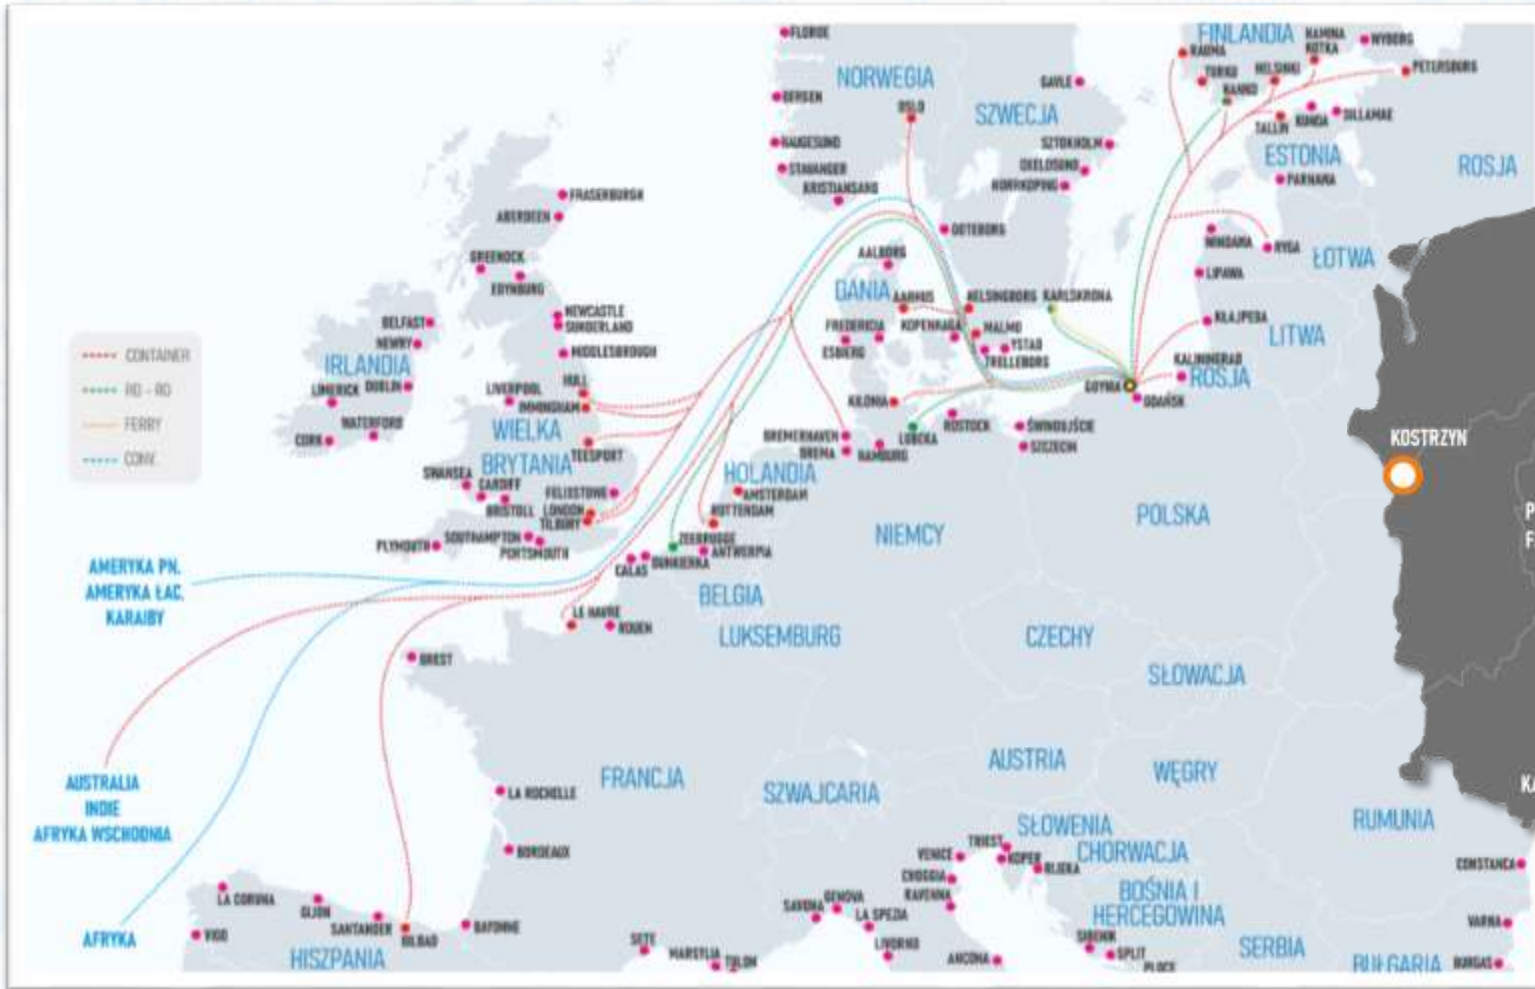 FLOROE
NORWEGIA
OSLO
BERGEN
HAUGESUND
STAVANGER
KRISTIANSAND
GAVLE
SZWECJA
SZTOKHOLM
OXELOSUND
NORRKOPING
GOTEBORG
FINLANDIA
RAUMA
TURKU
HELSINKI
HANKO
HAMINA
KOTKA
WYBORG
PETERSBURG
TALLIN
KUNDA
SILLAMAE
ESTONIA
PARNAWA
ROSJA
WINDAWA
RYGA
ŁOTWA
LIPAWA
KŁAJPEDA
LITWA
KALININGRAD
ROSJA
FRASERBURGH
ABERDEEN
GREENOCK
EDYNBURG
NEWCASTLE
SUNDERLAND
MIDDLESBROUGH
BELFAST
NEWRY
IRLANDIA
LIMERICK
DUBLIN
WATERFORD
CORK
LIVERPOOL
HULL
IMMINGHAM
WIELKA
BRYTANIA
TEESPORT
SWANSEA
CARDIFF
BRISTOLL
FELIXSTOWE
LONDON
TILBURY
SOUTHAMPTON
PORTSMOUTH
PLYMOUTH
CONTAINER
RO - RO
FERRY
CONV.
AALBORG
DANIA
AARHUS
HELSINGBORG
KARLSKRONA
FREDERICIA
ESBJERG
KOPENHAGA
MALMO
YSTAD
TRELLEBORG
GDYNIA
GDAŃSK
KILONIA
LUBEKA
ROSTOCK
ŚWINOUJŚCIE
SZCZECIN
BREMERHAVEN
BREMA
HAMBURG
HOLANDIA
AMSTERDAM
ROTTERDAM
ZEEBRUGGE
ANTWERPIA
DUNKIERKA
CALAS
NIEMCY
POLSKA
KOSTRZYN
P
F
AMERYKA PN.
AMERYKA ŁAC.
KARAIBY
BELGIA
LUKSEMBURG
LE HAVRE
ROUEN
BREST
CZECHY
SŁOWACJA
AUSTRALIA
INDIE
AFRYKA WSCHODNIA
FRANCJA
LA ROCHELLE
BORDEAUX
SZWAJCARIA
AUSTRIA
WĘGRY
KA
RUMUNIA
SŁOWENIA
CHORWACJA
TRIEST
VENICE
KOPER
RIJEKA
CHOGGIA
RAVENNA
BOŚNIA I
HERCEGOWINA
CONSTANCA
VARNA
BURGAS
BUŁGARIA
SERBIA
SIBENIK
SPLIT
PLOCE
ANCONA
SAVONA
GENOVA
LA SPEZIA
LIVORNO
SETE
MARSYLIA
TULON
AFRYKA
LA CORUNA
VIGO
GIJON
SANTANDER
BILBAO
BAYONNE
HISZPANIA